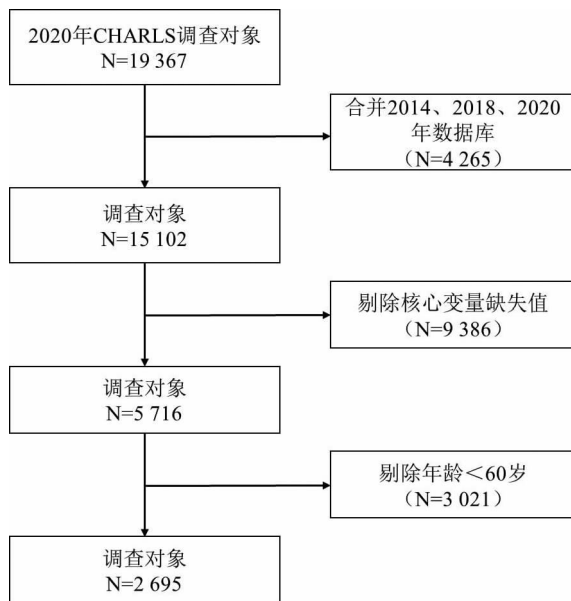 2020年CHARLS调查对象
N=19 367
合并2014、2018、2020
年数据库
（N=4 265）
调查对象
N=15 102
剔除核心变量缺失值
（N=9 386）
调查对象
N=5 716
剔除年龄＜60岁
（N=3 021）
调查对象
N=2 695